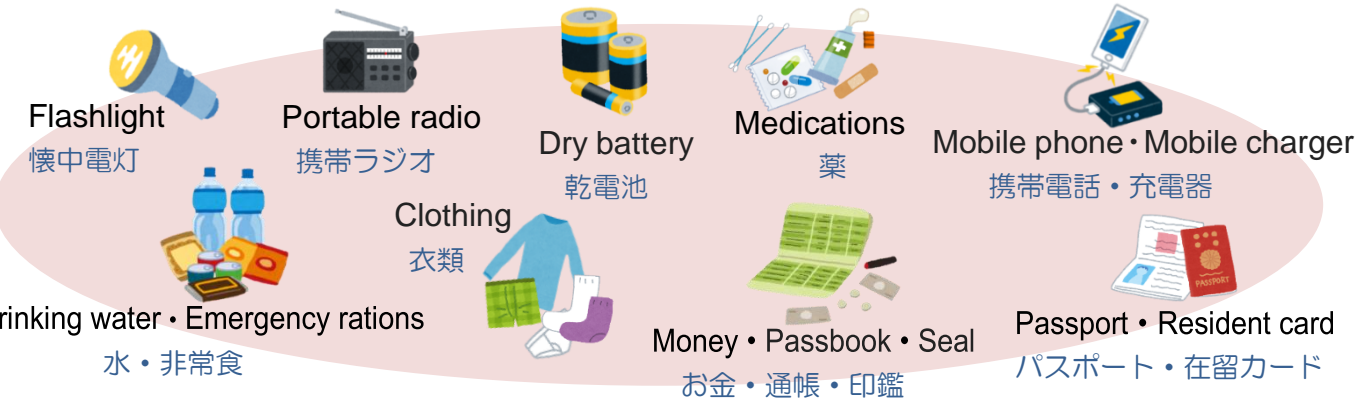 Flashlight
懐中電灯
Portable radio
携帯ラジオ
Dry battery
乾電池
Medications
薬
Mobile phone・Mobile charger
携帯電話・充電器
rinking water・Emergency rations
水・非常食
Clothing
衣類
Money・Passbook・Seal
お金・通帳・印鑑
PASSPORT
Passport・Resident card
パスポート・在留カード